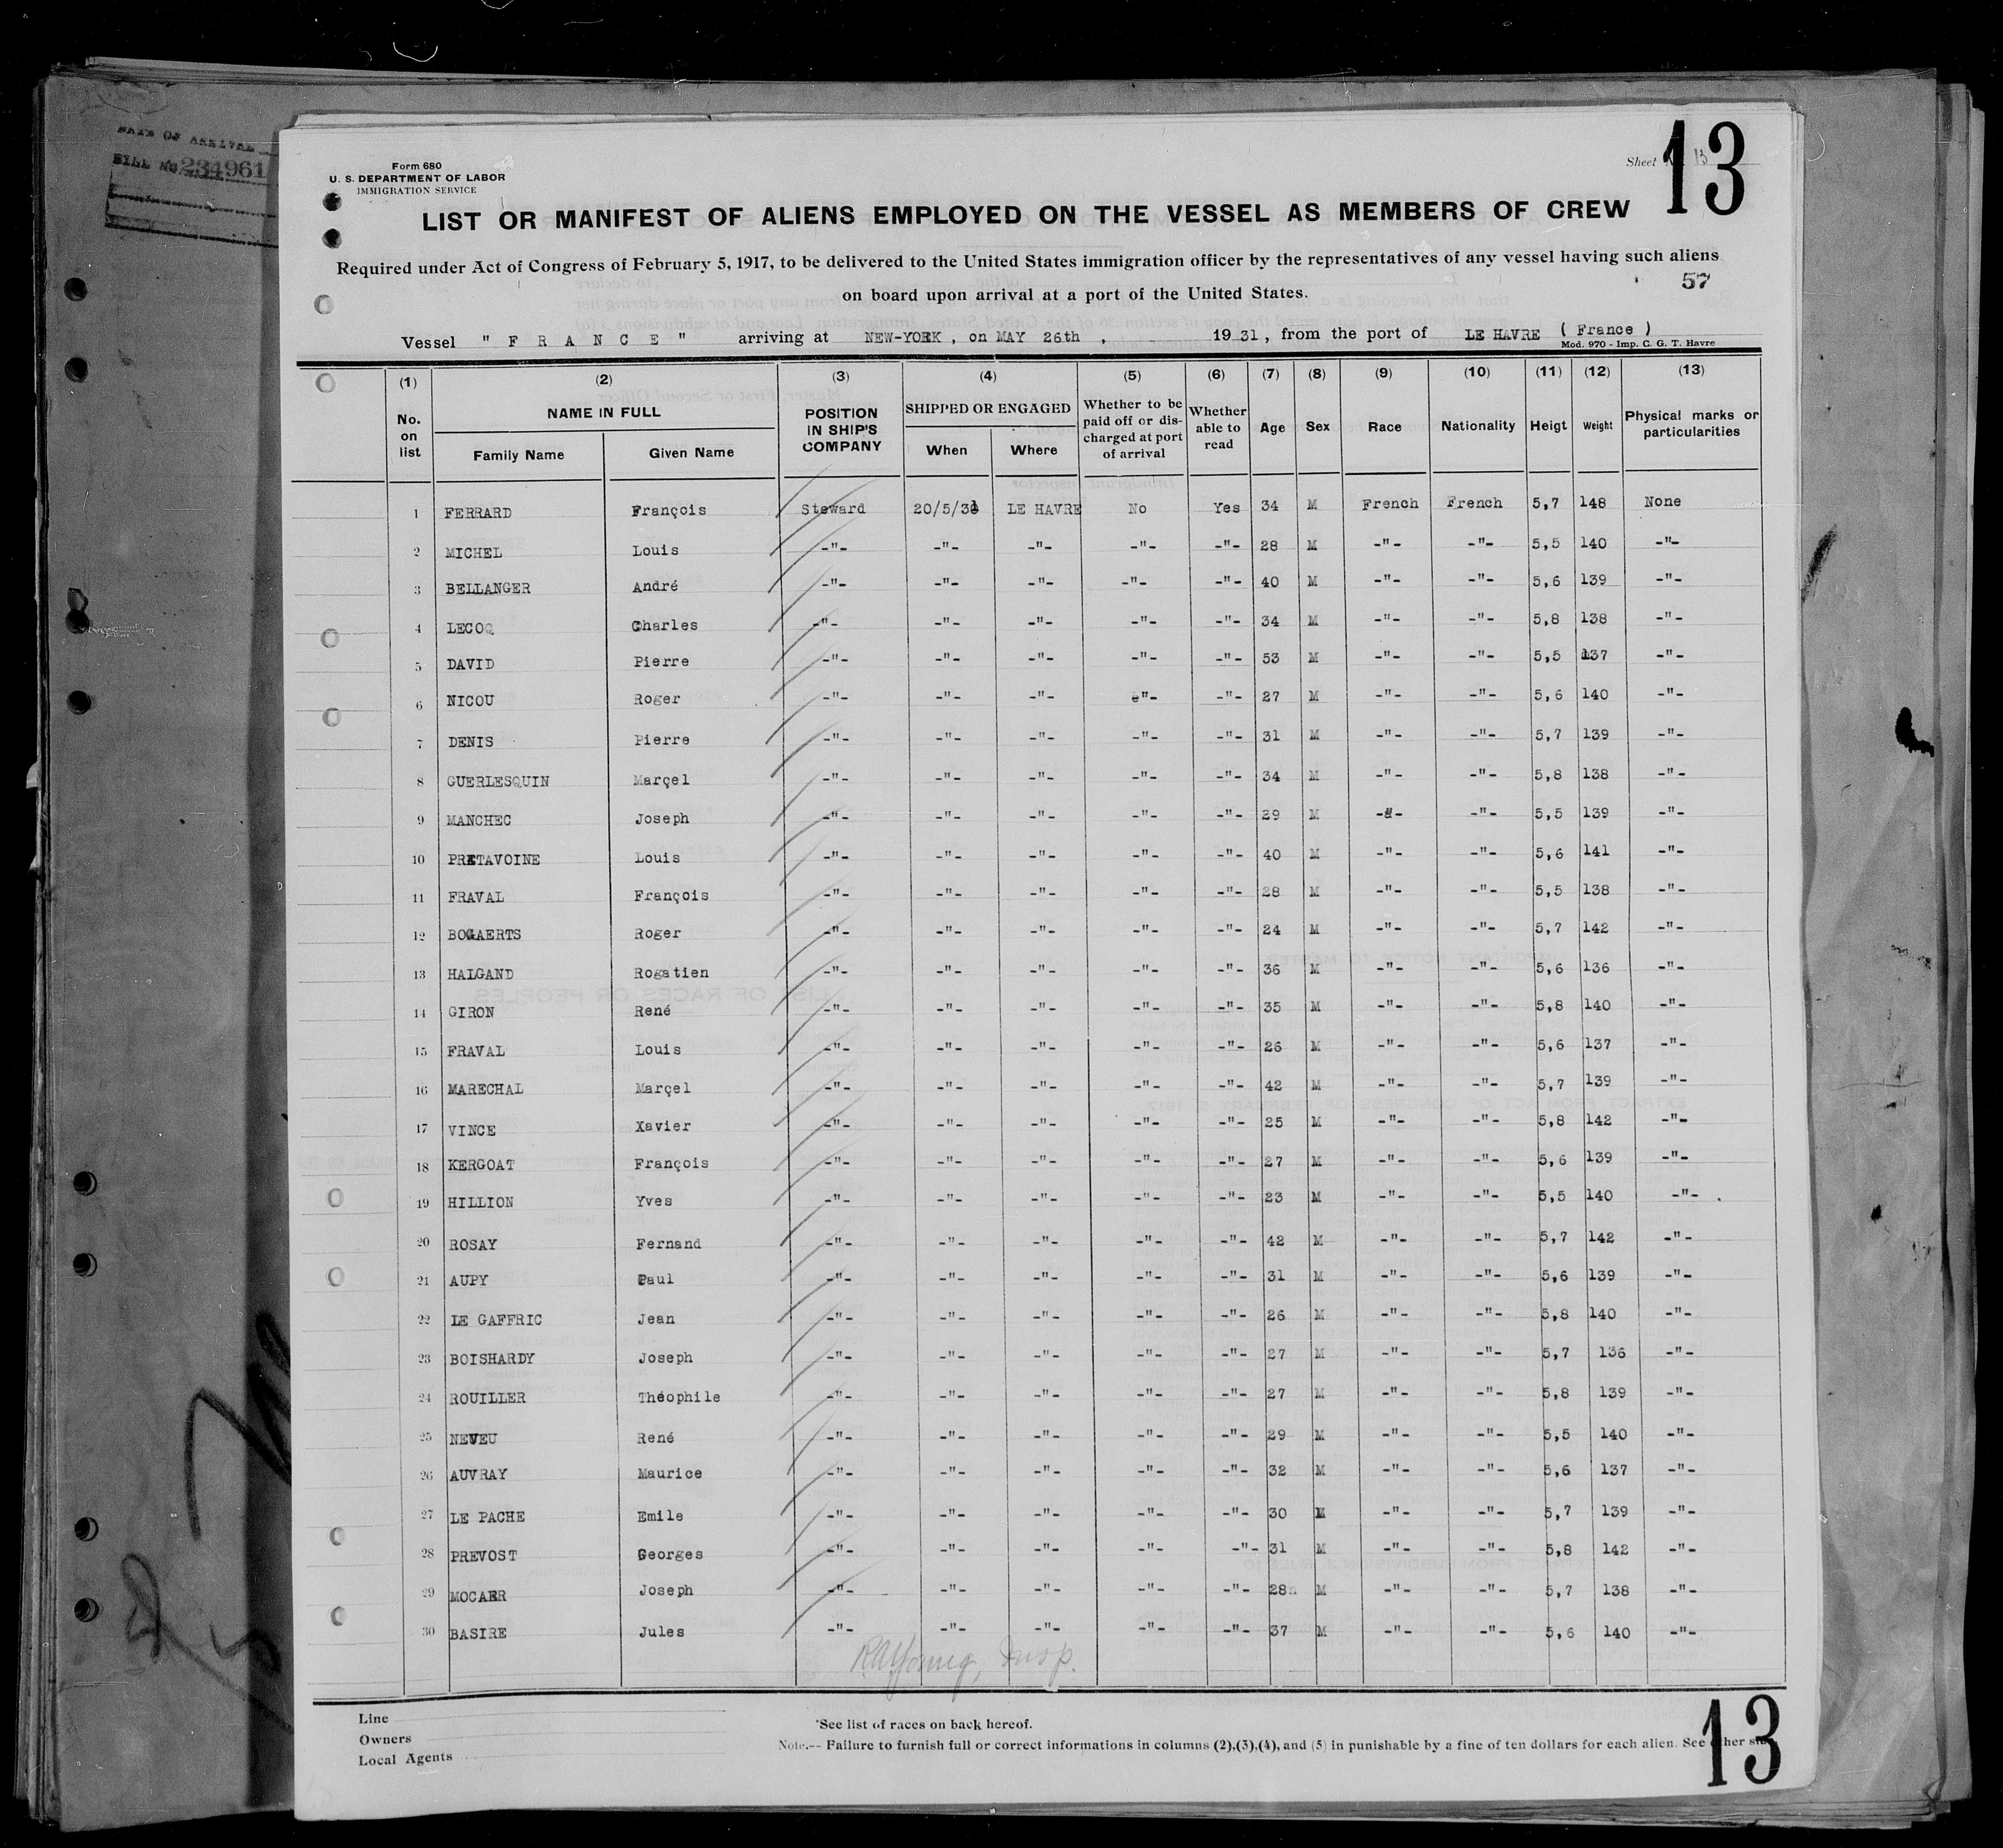 DATE OF ARRIVAL
BILL NO. 234961
Form 680
U. S. DEPARTMENT OF LABOR
IMMIGRATION SERVICE
Sheet
13
13
LIST OR MANIFEST OF ALIENS EMPLOYED ON THE VESSEL AS MEMBERS OF CREW
Required under Act of Congress of February 5, 1917, to be delivered to the United States immigration officer by the representatives of any vessel having such aliens
on board upon arrival at a port of the United States.
57
Vessel " F R A N C E " arriving at NEW-YORK , on MAY 26th , 19 31, from the port of LE HAVRE ( France )
Mod. 970 - Imp. C. G. T. Havre
(1) (2) (3) (4) (5) (6) (7) (8) (9) (10) (11) (12) (13)
No. on list NAME IN FULL Family Name Given Name POSITION IN SHIP'S COMPANY SHIPPED OR ENGAGED When Where Whether to be paid off or discharged at port of arrival Whether able to read Age Sex Race Nationality Heigt Weight Physical marks or particularities
1 FERRARD François Steward 20/5/31 LE HAVRE No Yes 34 M French French 5,7 148 None
2 MICHEL Louis -"- -"- -"- -"- -"- 28 M -"- -"- 5,5 140 -"-
3 BELLANGER André -"- -"- -"- -"- -"- 40 M -"- -"- 5,6 139 -"-
4 LECOQ Charles -"- -"- -"- -"- -"- 34 M -"- -"- 5,8 138 -"-
5 DAVID Pierre -"- -"- -"- -"- -"- 53 M -"- -"- 5,5 137 -"-
6 NICOU Roger -"- -"- -"- -"- -"- 27 M -"- -"- 5,6 140 -"-
7 DENIS Pierre -"- -"- -"- -"- -"- 31 M -"- -"- 5,7 139 -"-
8 GUERLESQUIN Marçel -"- -"- -"- -"- -"- 34 M -"- -"- 5,8 138 -"-
9 MANCHEC Joseph -"- -"- -"- -"- -"- 29 M -"- -"- 5,5 139 -"-
10 PRETAVOINE Louis -"- -"- -"- -"- -"- 40 M -"- -"- 5,6 141 -"-
11 FRAVAL François -"- -"- -"- -"- -"- 28 M -"- -"- 5,5 138 -"-
12 BOGAERTS Roger -"- -"- -"- -"- -"- 24 M -"- -"- 5,7 142 -"-
13 HALGAND Rogatien -"- -"- -"- -"- -"- 36 M -"- -"- 5,6 136 -"-
14 GIRON René -"- -"- -"- -"- -"- 35 M -"- -"- 5,8 140 -"-
15 FRAVAL Louis -"- -"- -"- -"- -"- 26 M -"- -"- 5,6 137 -"-
16 MARECHAL Marçel -"- -"- -"- -"- -"- 42 M -"- -"- 5,7 139 -"-
17 VINCE Xavier -"- -"- -"- -"- -"- 25 M -"- -"- 5,8 142 -"-
18 KERGOAT François -"- -"- -"- -"- -"- 27 M -"- -"- 5,6 139 -"-
19 HILLION Yves -"- -"- -"- -"- -"- 23 M -"- -"- 5,5 140 -"- .
20 ROSAY Fernand -"- -"- -"- -"- -"- 42 M -"- -"- 5,7 142 -"-
21 AUPY Paul -"- -"- -"- -"- -"- 31 M -"- -"- 5,6 139 -"-
22 LE GAFFRIC Jean -"- -"- -"- -"- -"- 26 M -"- -"- 5,8 140 -"-
23 BOISHARDY Joseph -"- -"- -"- -"- -"- 27 M -"- -"- 5,7 136 -"-
24 ROUILLER Théophile -"- -"- -"- -"- -"- 27 M -"- -"- 5,8 139 -"-
25 NEVEU René -"- -"- -"- -"- -"- 29 M -"- -"- 5,5 140 -"-
26 AUVRAY Maurice -"- -"- -"- -"- -"- 32 M -"- -"- 5,6 137 -"-
27 LE PACHE Emile -"- -"- -"- -"- -"- 30 M -"- -"- 5,7 139 -"-
28 PREVOST Georges -"- -"- -"- -"- -"- 31 M -"- -"- 5,8 142 -"-
29 MOCAER Joseph -"- -"- -"- -"- -"- 28 M -"- -"- 5,7 138 -"-
30 BASIRE Jules -"- -"- -"- -"- -"- 37 M -"- -"- 5,6 140 -"-
Insp.
Line
Owners
Local Agents
*See list of races on back hereof.
Note.-- Failure to furnish full or correct informations in columns (2),(3),(4), and (5) in punishable by a fine of ten dollars for each alien. See other
13